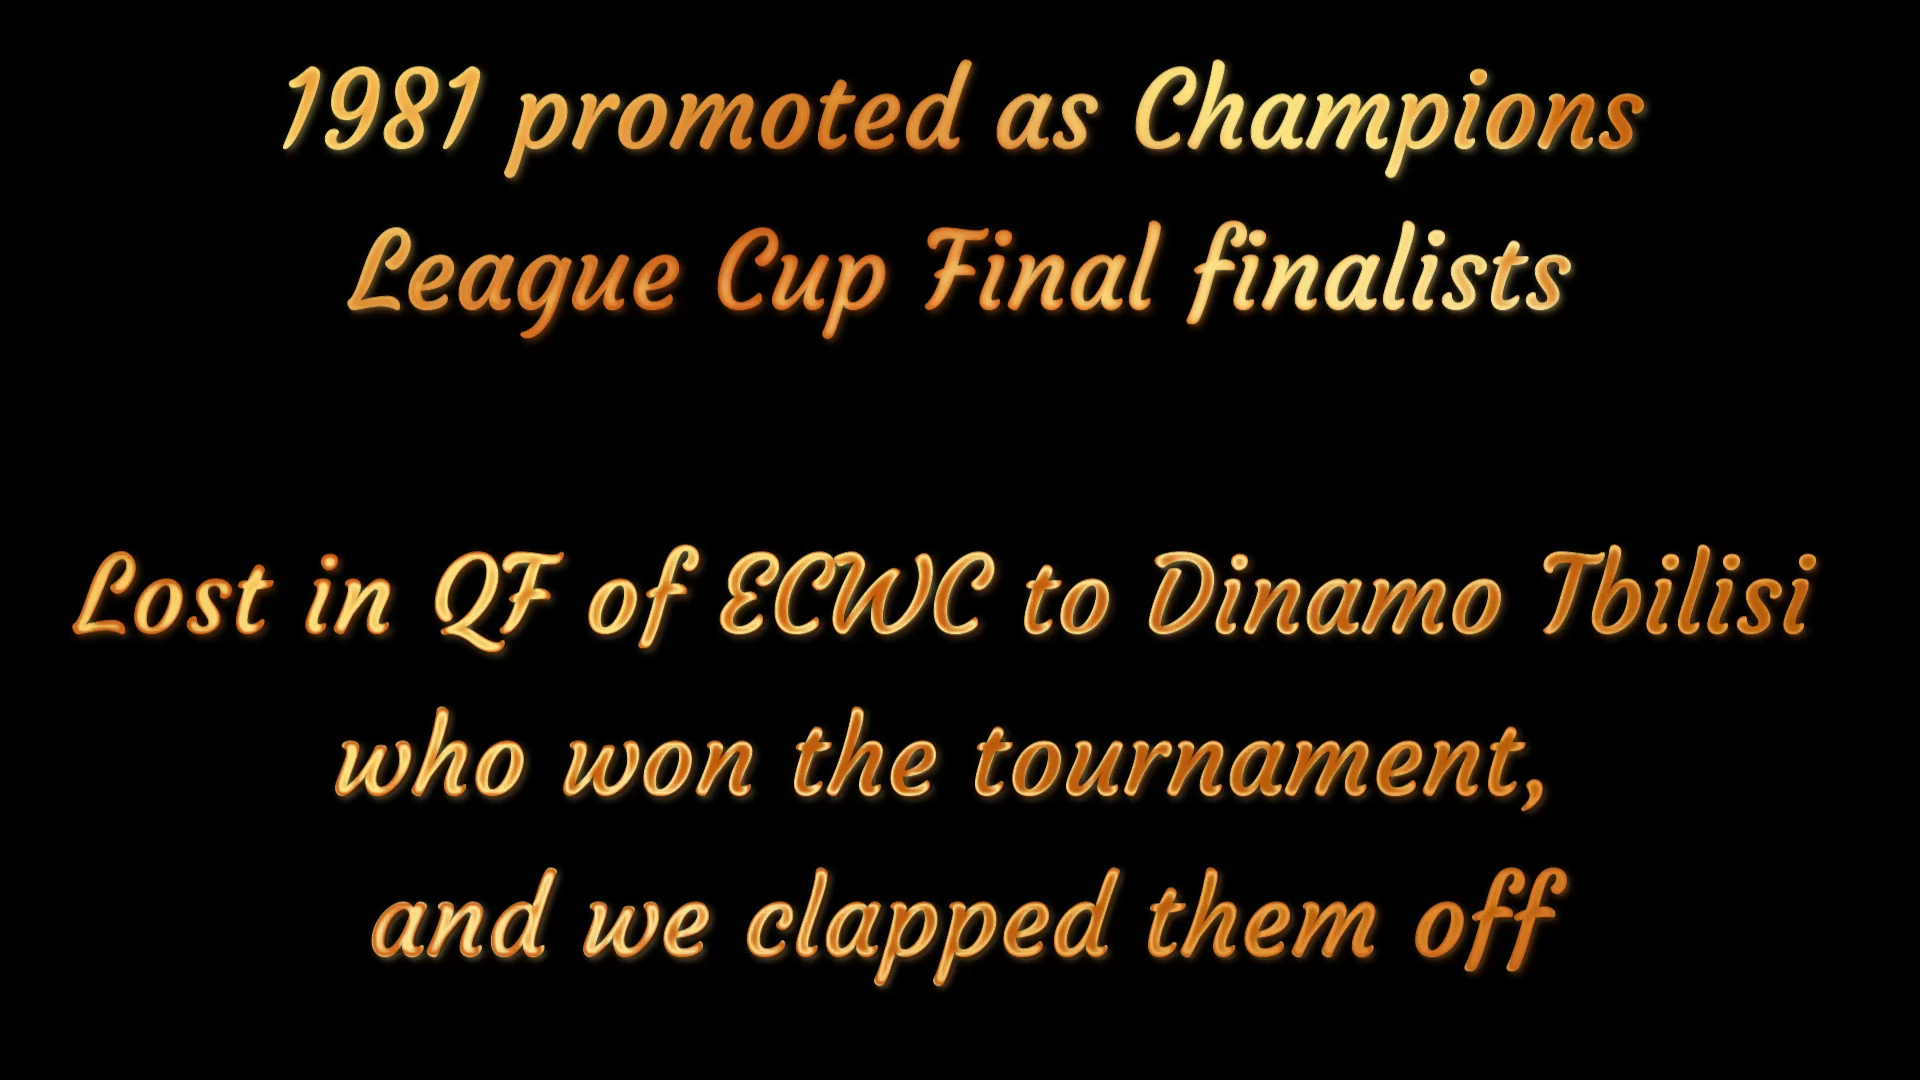 1981 promoted as Champions
League Cup Final finalists
Lost in QF of ECWC to Dinamo Tbilisi
who won the tournament,
and we clapped them off